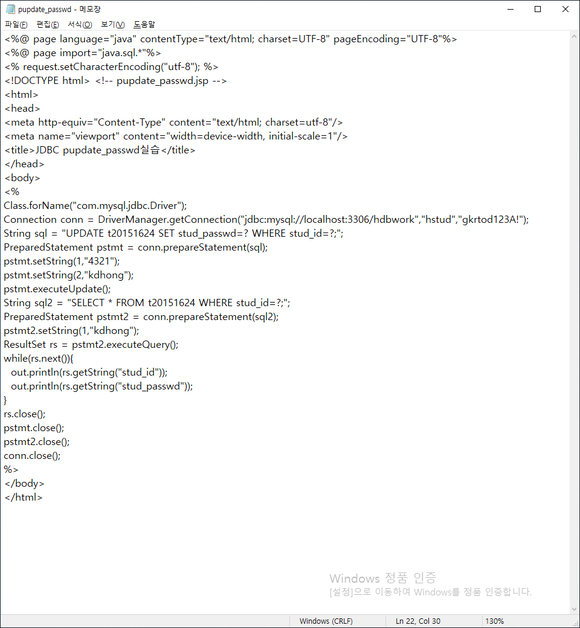 pupdate_passwd - 메모장
파일(F) 편집(E) 서식(O) 보기(V) 도움말
<%@ page language="java" contentType="text/html; charset=UTF-8" pageEncoding="UTF-8"%>
<%@ page import="java.sql.*"%>
<% request.setCharacterEncoding("utf-8"); %>
<!DOCTYPE html> <!-- pupdate_passwd.jsp -->
<html>
<head>
<meta http-equiv="Content-Type" content="text/html; charset=utf-8"/>
<meta name="viewport" content="width=device-width, initial-scale=1"/>
<title>JDBC pupdate_passwd실습</title>
</head>
<body>
<%
Class.forName("com.mysql.jdbc.Driver");
Connection conn = DriverManager.getConnection("jdbc:mysql://localhost:3306/hdbwork","hstud","gkrtod123A!");
String sql = "UPDATE t20151624 SET stud_passwd=? WHERE stud_id=?;";
PreparedStatement pstmt = conn.prepareStatement(sql);
pstmt.setString(1,"4321");
pstmt.setString(2,"kdhong");
pstmt.executeUpdate();
String sql2 = "SELECT * FROM t20151624 WHERE stud_id=?;";
PreparedStatement pstmt2 = conn.prepareStatement(sql2);
pstmt2.setString(1,"kdhong");
ResultSet rs = pstmt2.executeQuery();
while(rs.next()){
   out.println(rs.getString("stud_id"));
   out.println(rs.getString("stud_passwd"));
}
rs.close();
pstmt.close();
pstmt2.close();
conn.close();
%>
</body>
</html>
Windows 정품 인증
[설정]으로 이동하여 Windows를 정품 인증합니다.
Windows (CRLF) Ln 22, Col 30 130%